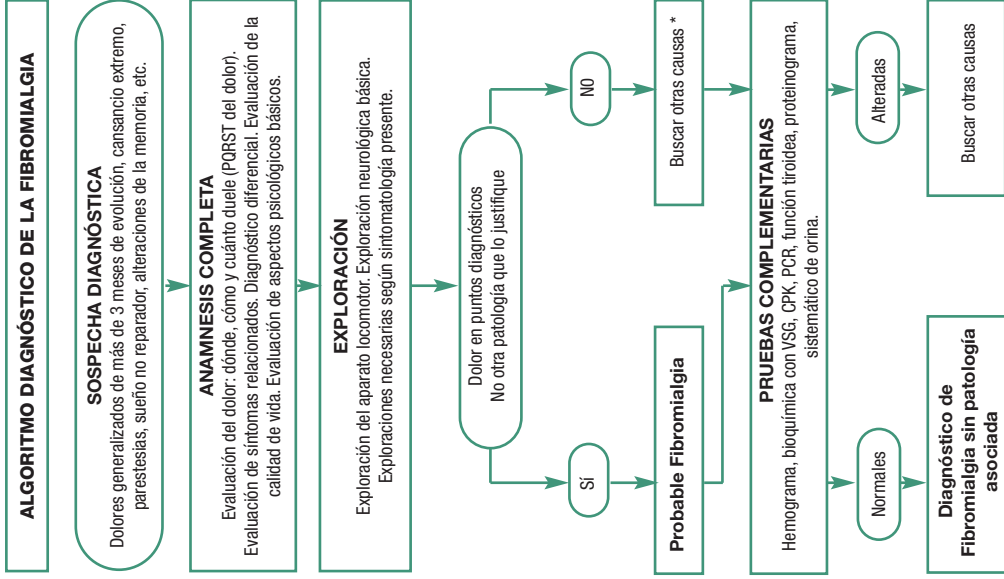 ALGORITMO DIAGNÓSTICO DE LA FIBROMIALGIA
SOSPECHA DIAGNÓSTICA
Dolores generalizados de más de 3 meses de evolución, cansancio extremo,
parestesias, sueño no reparador, alteraciones de la memoria, etc.
ANAMNESIS COMPLETA
Evaluación del dolor: dónde, cómo y cuánto duele (PQRST del dolor).
Evaluación de síntomas relacionados. Diagnóstico diferencial. Evaluación de la
calidad de vida. Evaluación de aspectos psicológicos básicos.
EXPLORACIÓN
Exploración del aparato locomotor. Exploración neurológica básica.
Exploraciones necesarias según sintomatología presente.
Dolor en puntos diagnósticos
No otra patología que lo justifique
Sí
NO
Probable Fibromialgia
Buscar otras causas *
PRUEBAS COMPLEMENTARIAS
Hemograma, bioquímica con VSG, CPK, PCR, función tiroidea, proteinograma,
sistemático de orina.
Normales
Alteradas
Diagnóstico de
Fibromialgia sin patología
asociada
Buscar otras causas